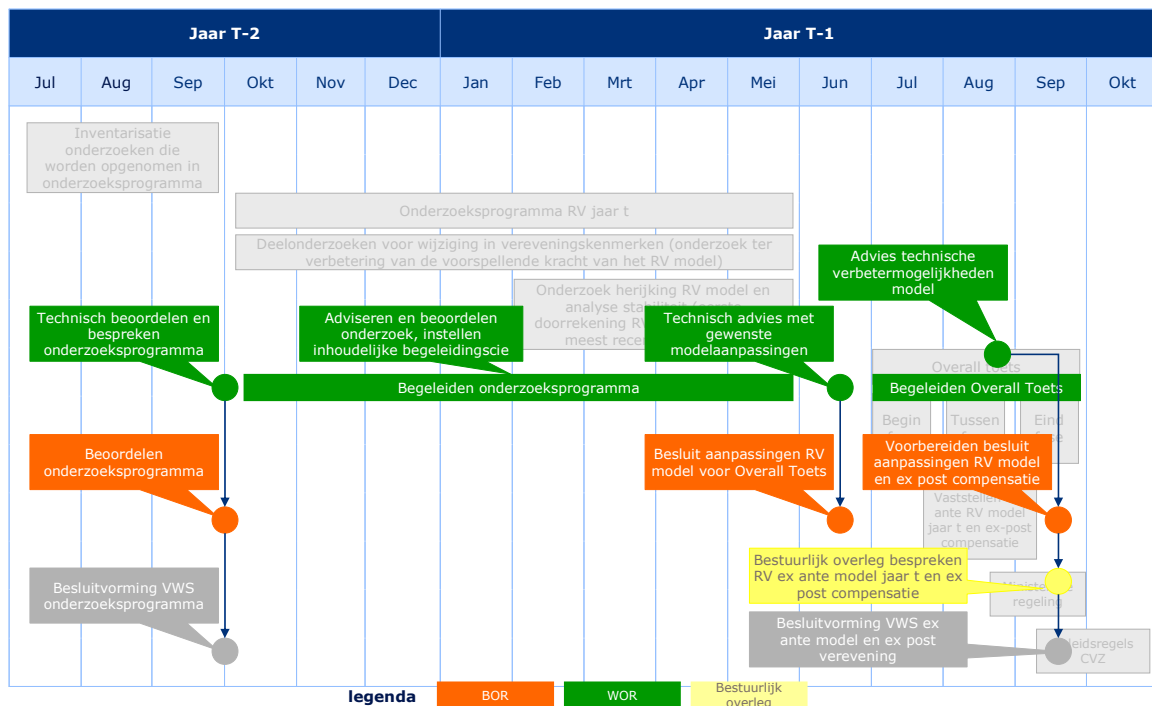 Jaar T-2
Jaar T-1
Jul
Aug
Sep
Okt
Nov
Dec
Jan
Feb
Mrt
Apr
Mei
Jun
Jul
Aug
Sep
Okt
Inventarisatie
onderzoeken die
worden opgenomen in
onderzoeksprogramma
Onderzoeksprogramma RV jaar t
Deelonderzoeken voor wijziging in vereveningskenmerken (onderzoek ter
verbetering van de voorspellende kracht van het RV model)
Advies technische
verbetermogelijkheden
model
Onderzoek herijking RV model en
analyse
doorrekening
meest
Technisch beoordelen en
bespreken
onderzoeksprogramma
Adviseren en beoordelen
onderzoek, instellen
inhoudelijke begeleidingscie
Technisch advies met
gewenste
modelaanpassingen
Overall toets
Begeleiden onderzoeksprogramma
Begeleiden Overall Toets
Begin
Tussen
Eind
Beoordelen
onderzoeksprogramma
Besluit aanpassingen RV
model voor Overall Toets
Voorbereiden besluit
aanpassingen RV model
en ex post compensatie
ante RV model
jaar t en ex-post
compensatie
Bestuurlijk overleg bespreken
RV ex ante model jaar t en ex
post compensatie
regeling
Besluitvorming VWS
onderzoeksprogramma
Besluitvorming VWS ex
ante model en ex post
verevening
CVZ
legenda
BOR
WOR
Bestuurlijk
overleg